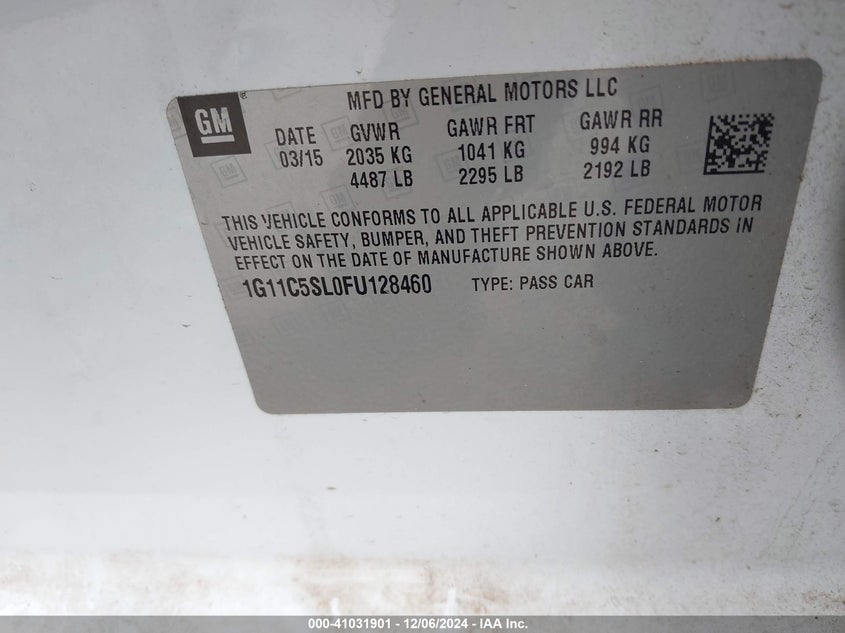 GM
MFD BY GENERAL MOTORS LLC
DATE GVWR GAWR FRT GAWR RR
03/15 2035 KG 1041 KG 994 KG
4487 LB 2295 LB 2192 LB
THIS VEHICLE CONFORMS TO ALL APPLICABLE U.S. FEDERAL MOTOR
VEHICLE SAFETY, BUMPER, AND THEFT PREVENTION STANDARDS IN
EFFECT ON THE DATE OF MANUFACTURE SHOWN ABOVE.
1G11C5SL0FU128460 TYPE: PASS CAR
000-41031901 - 12/06/2024 - IAA Inc.